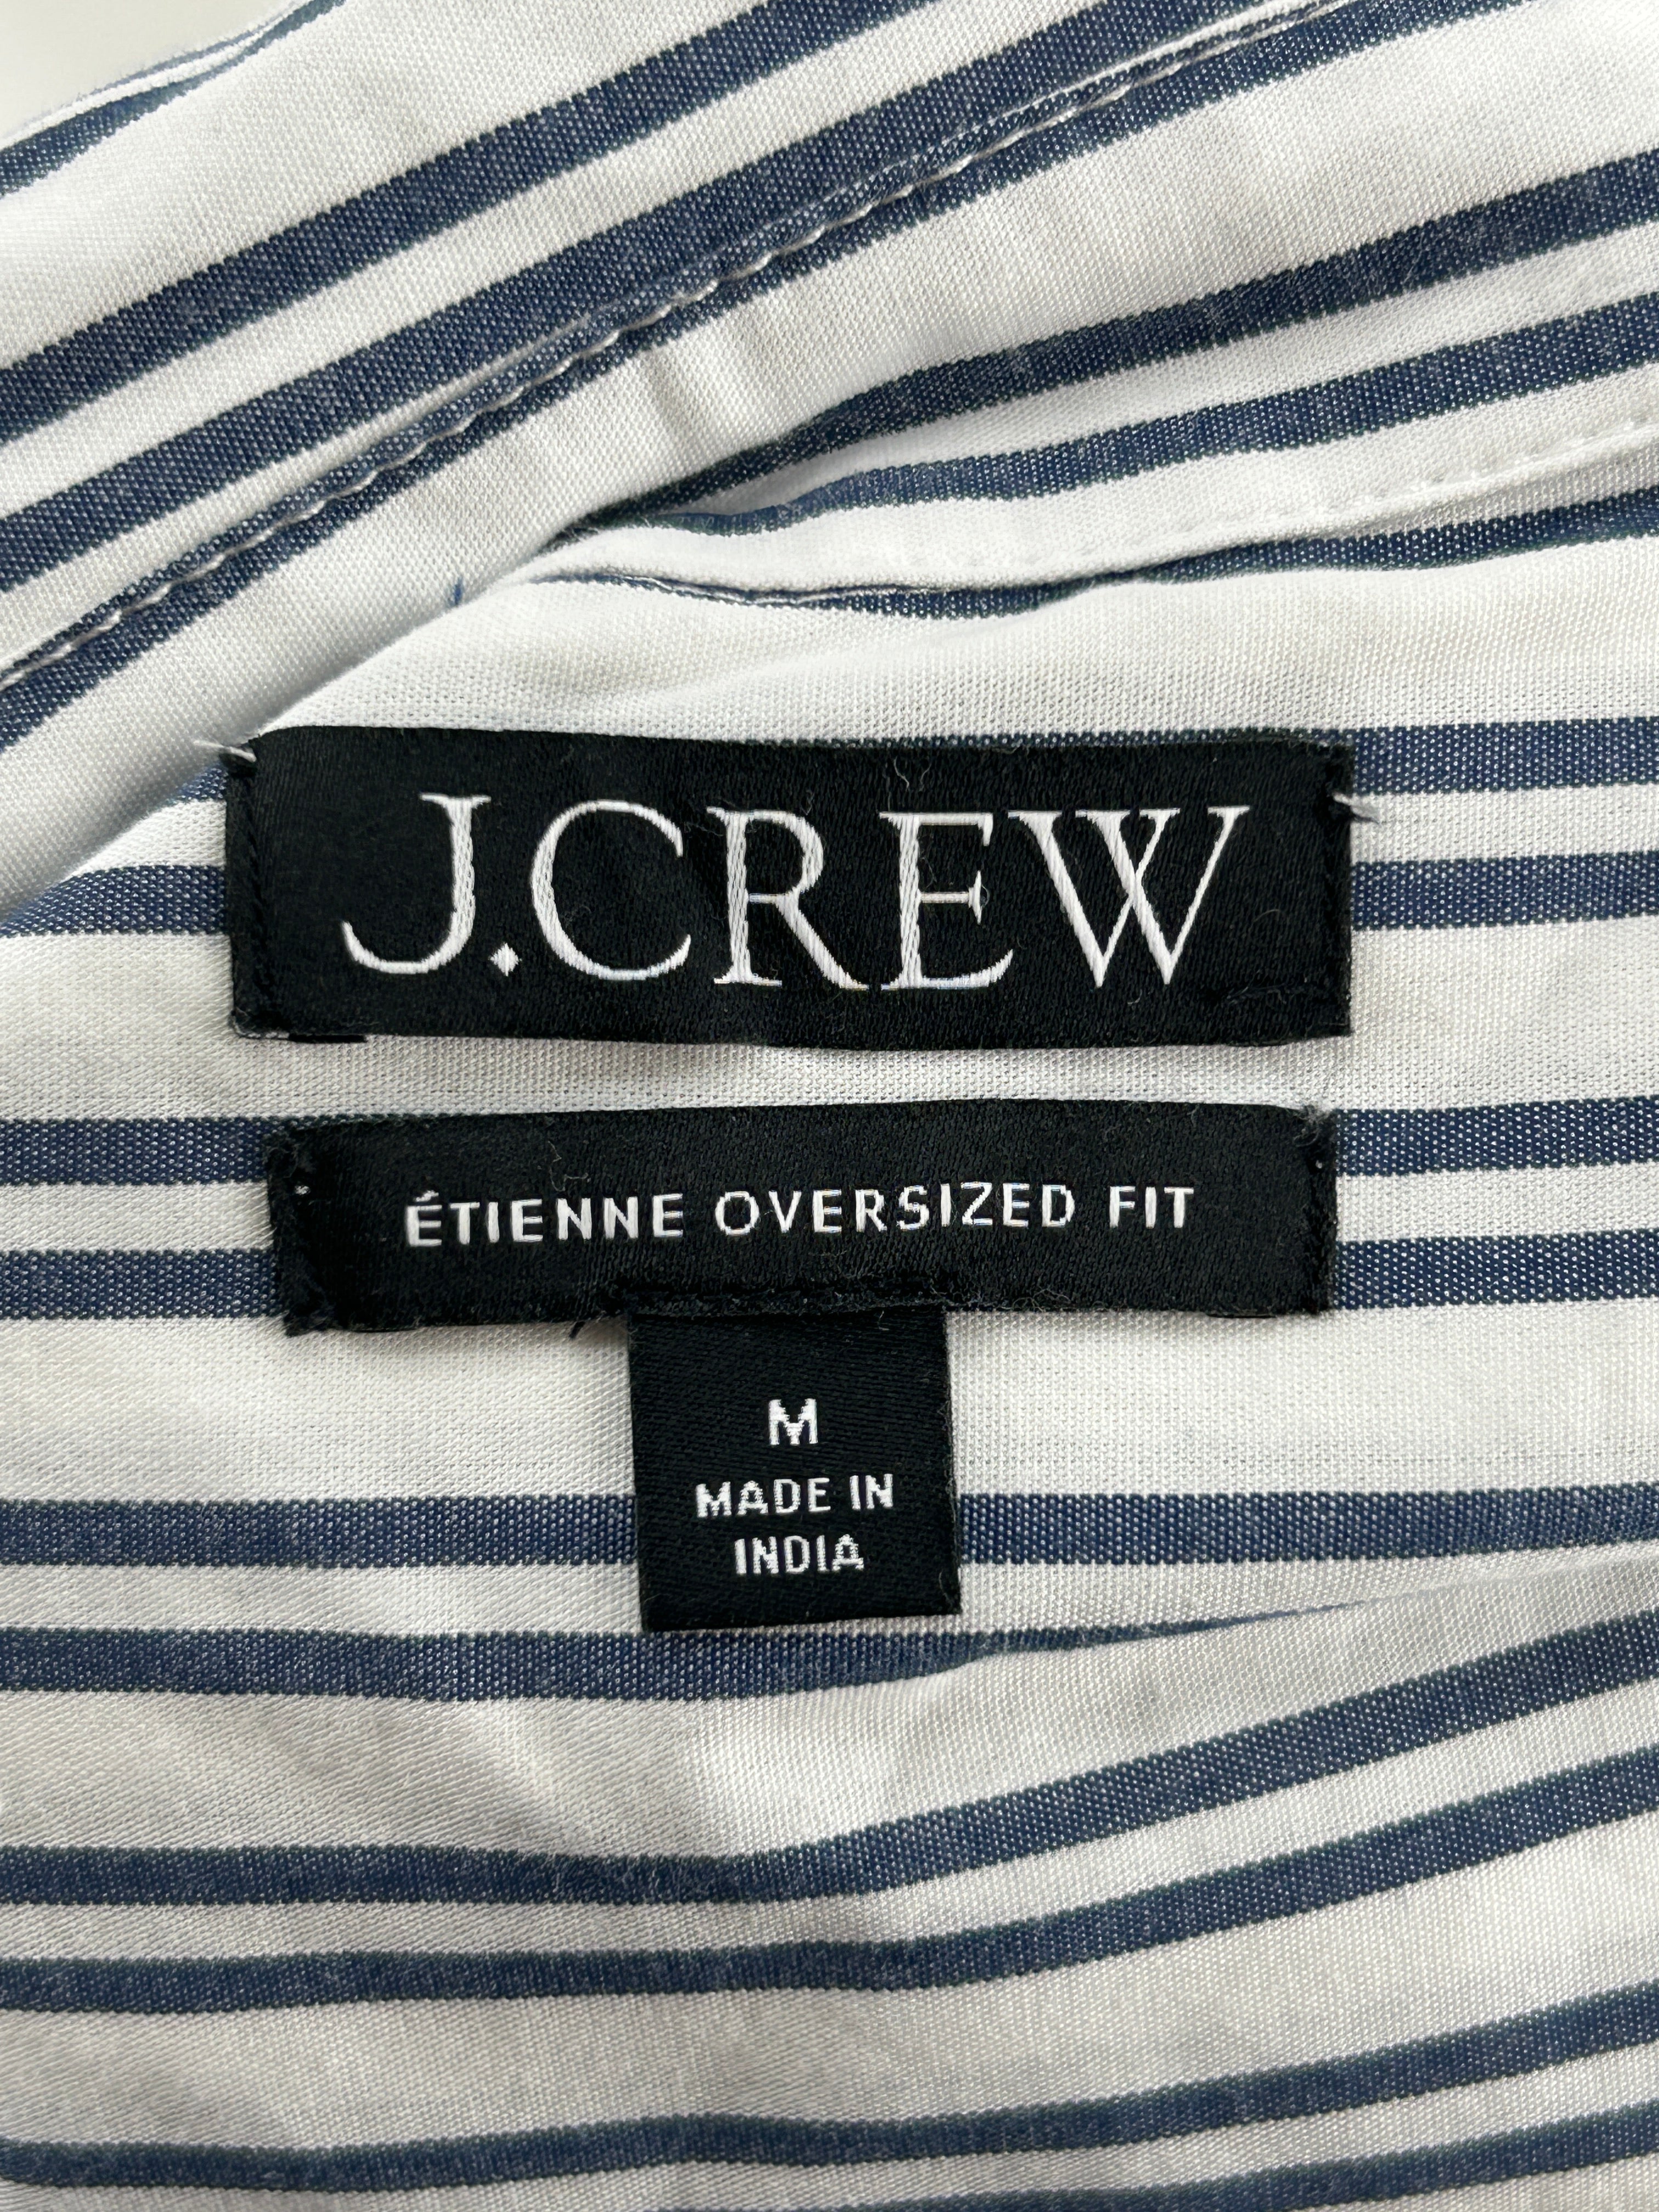 J.CREW
ÉTIENNE OVERSIZED FIT
M
MADE IN
INDIA